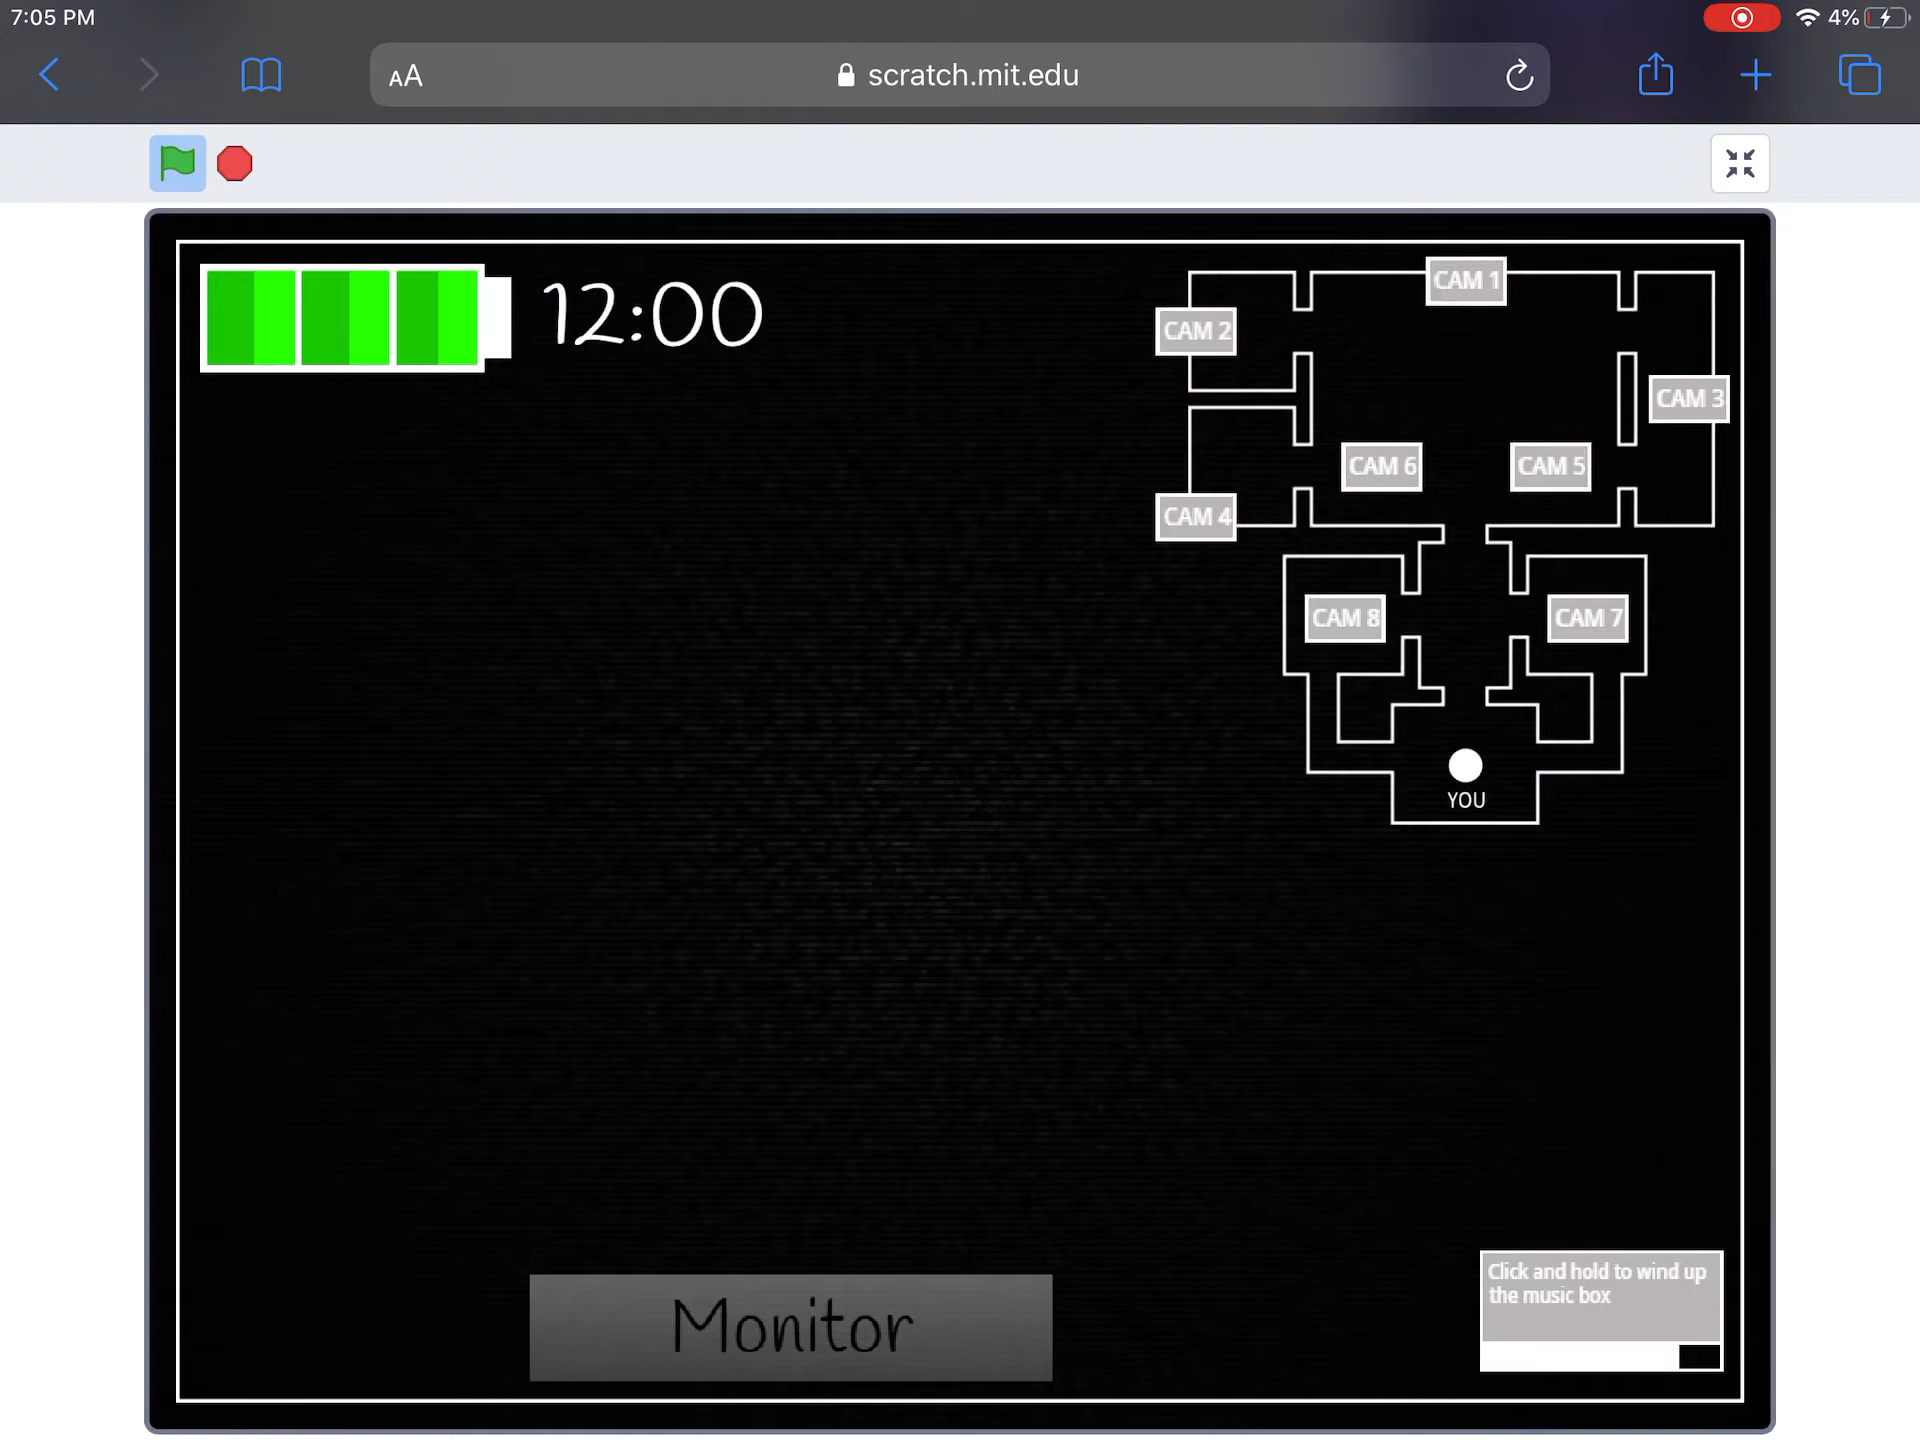 7:05 PM
4%
AA
scratch.mit.edu
12:00
CAM 1
CAM 2
CAM 3
CAM 6
CAM 5
CAM 4
CAM 8
CAM 7
YOU
Click and hold to wind up
the music box
Monitor